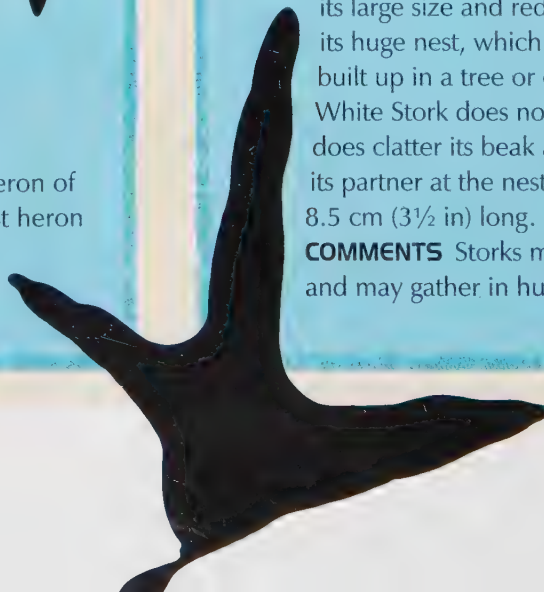 its large size and red
its huge nest, which
built up in a tree or
White Stork does no
does clatter its beak
its partner at the nest
8.5 cm (3½ in) long.
COMMENTS Storks m
and may gather in hu
eron of
t heron